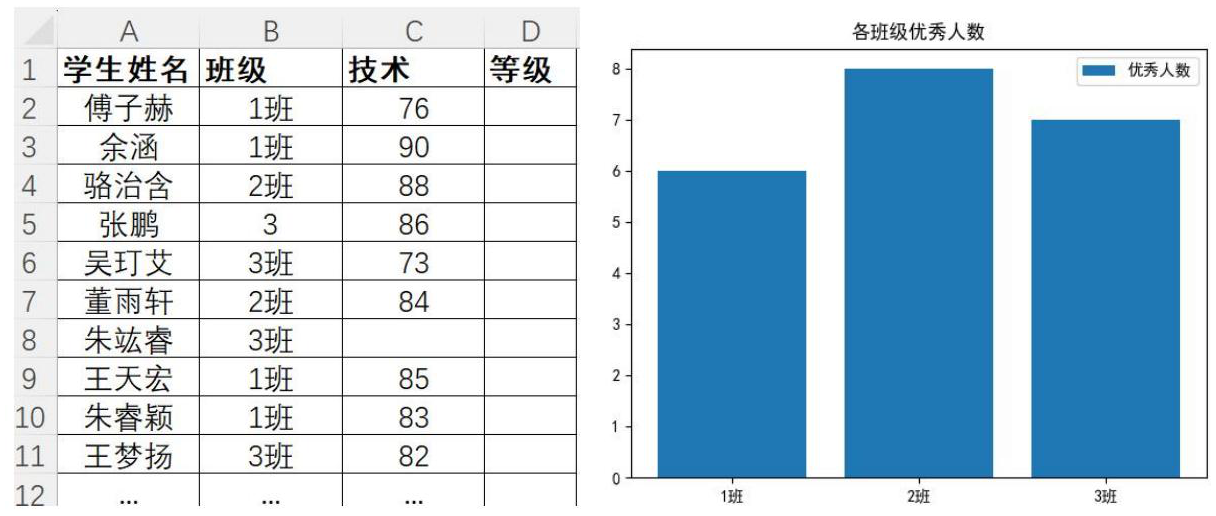 A B C D
1 学生姓名 班级 技术 等级
2 傅子赫 1班 76
3 余涵 1班 90
4 骆治含 2班 88
5 张鹏 3 86
6 吴玎艾 3班 73
7 董雨轩 2班 84
8 朱竑睿 3班
9 王天宏 1班 85
10 朱睿颖 1班 83
11 王梦扬 3班 82
12 ... ... ...
各班级优秀人数
优秀人数
8
7
6
5
4
3
2
1
0
1班 2班 3班